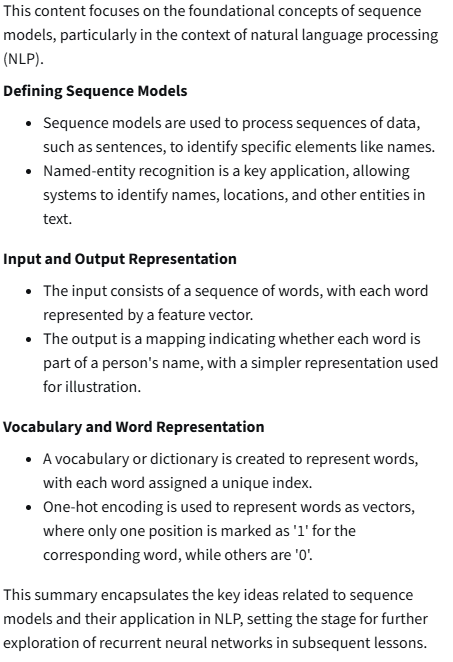 This content focuses on the foundational concepts of sequence
models, particularly in the context of natural language processing
(NLP).
Defining Sequence Models
• Sequence models are used to process sequences of data,
such as sentences, to identify specific elements like names.
• Named-entity recognition is a key application, allowing
systems to identify names, locations, and other entities in
text.
Input and Output Representation
• The input consists of a sequence of words, with each word
represented by a feature vector.
• The output is a mapping indicating whether each word is
part of a person's name, with a simpler representation used
for illustration.
Vocabulary and Word Representation
• A vocabulary or dictionary is created to represent words,
with each word assigned a unique index.
• One-hot encoding is used to represent words as vectors,
where only one position is marked as '1' for the
corresponding word, while others are '0'.
This summary encapsulates the key ideas related to sequence
models and their application in NLP, setting the stage for further
exploration of recurrent neural networks in subsequent lessons.